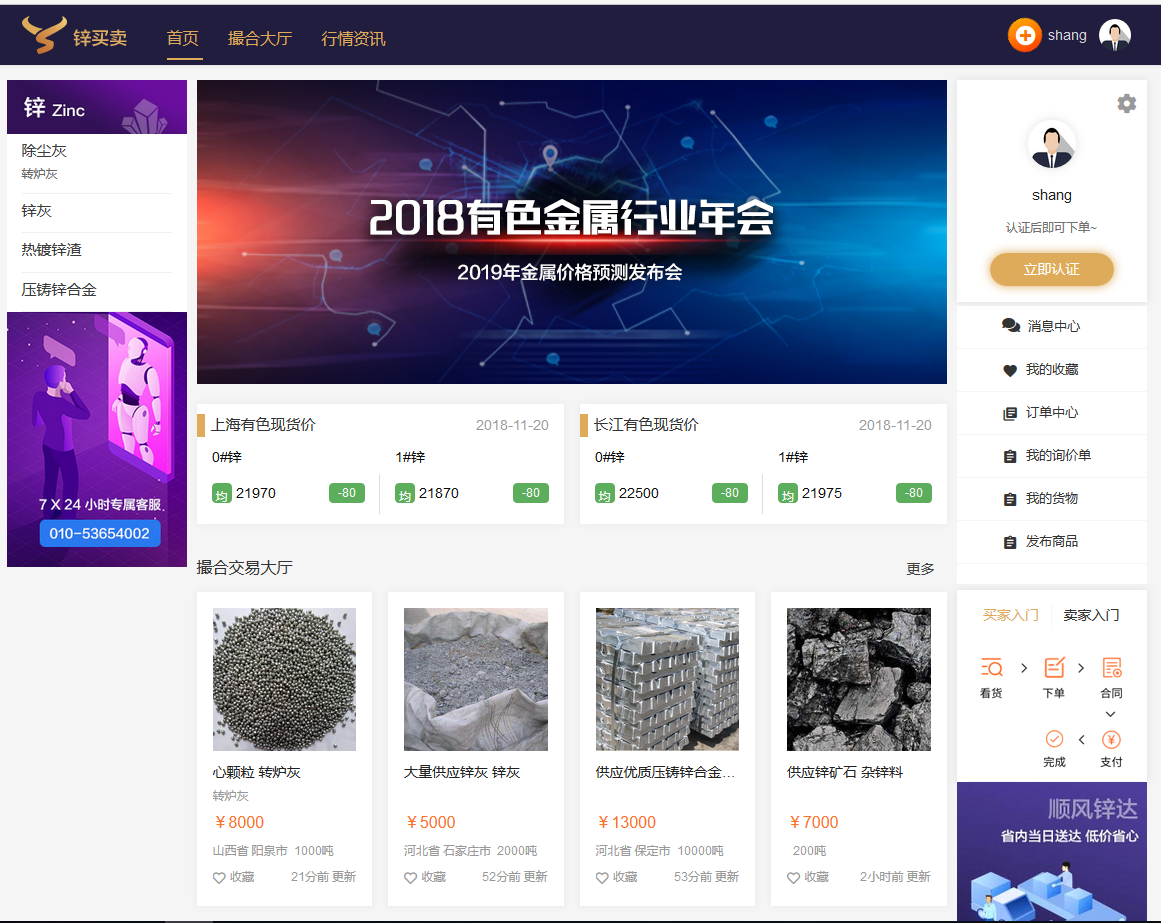 锌买卖
首页
撮合大厅
行情资讯
shang
锌 Zinc
除尘灰
转炉灰
锌灰
热镀锌渣
压铸锌合金
7 X 24 小时专属客服
010-53654002
2018有色金属行业年会
2019年金属价格预测发布会
上海有色现货价
2018-11-20
0#锌
1#锌
均 21970
-80
均 21870
-80
长江有色现货价
2018-11-20
0#锌
1#锌
均 22500
-80
均 21975
-80
撮合交易大厅
更多
心颗粒 转炉灰
转炉灰
¥8000
山西省 阳泉市 1000吨
收藏
21分前 更新
大量供应锌灰 锌灰
¥5000
河北省 石家庄市 2000吨
收藏
52分前 更新
供应优质压铸锌合金...
¥13000
河北省 保定市 10000吨
收藏
53分前 更新
供应锌矿石 杂锌料
¥7000
200吨
收藏
2小时前 更新
shang
认证后即可下单~
立即认证
消息中心
我的收藏
订单中心
我的询价单
我的货物
发布商品
买家入门
卖家入门
看货
下单
合同
完成
支付
顺风锌达
省内当日送达 低价省心